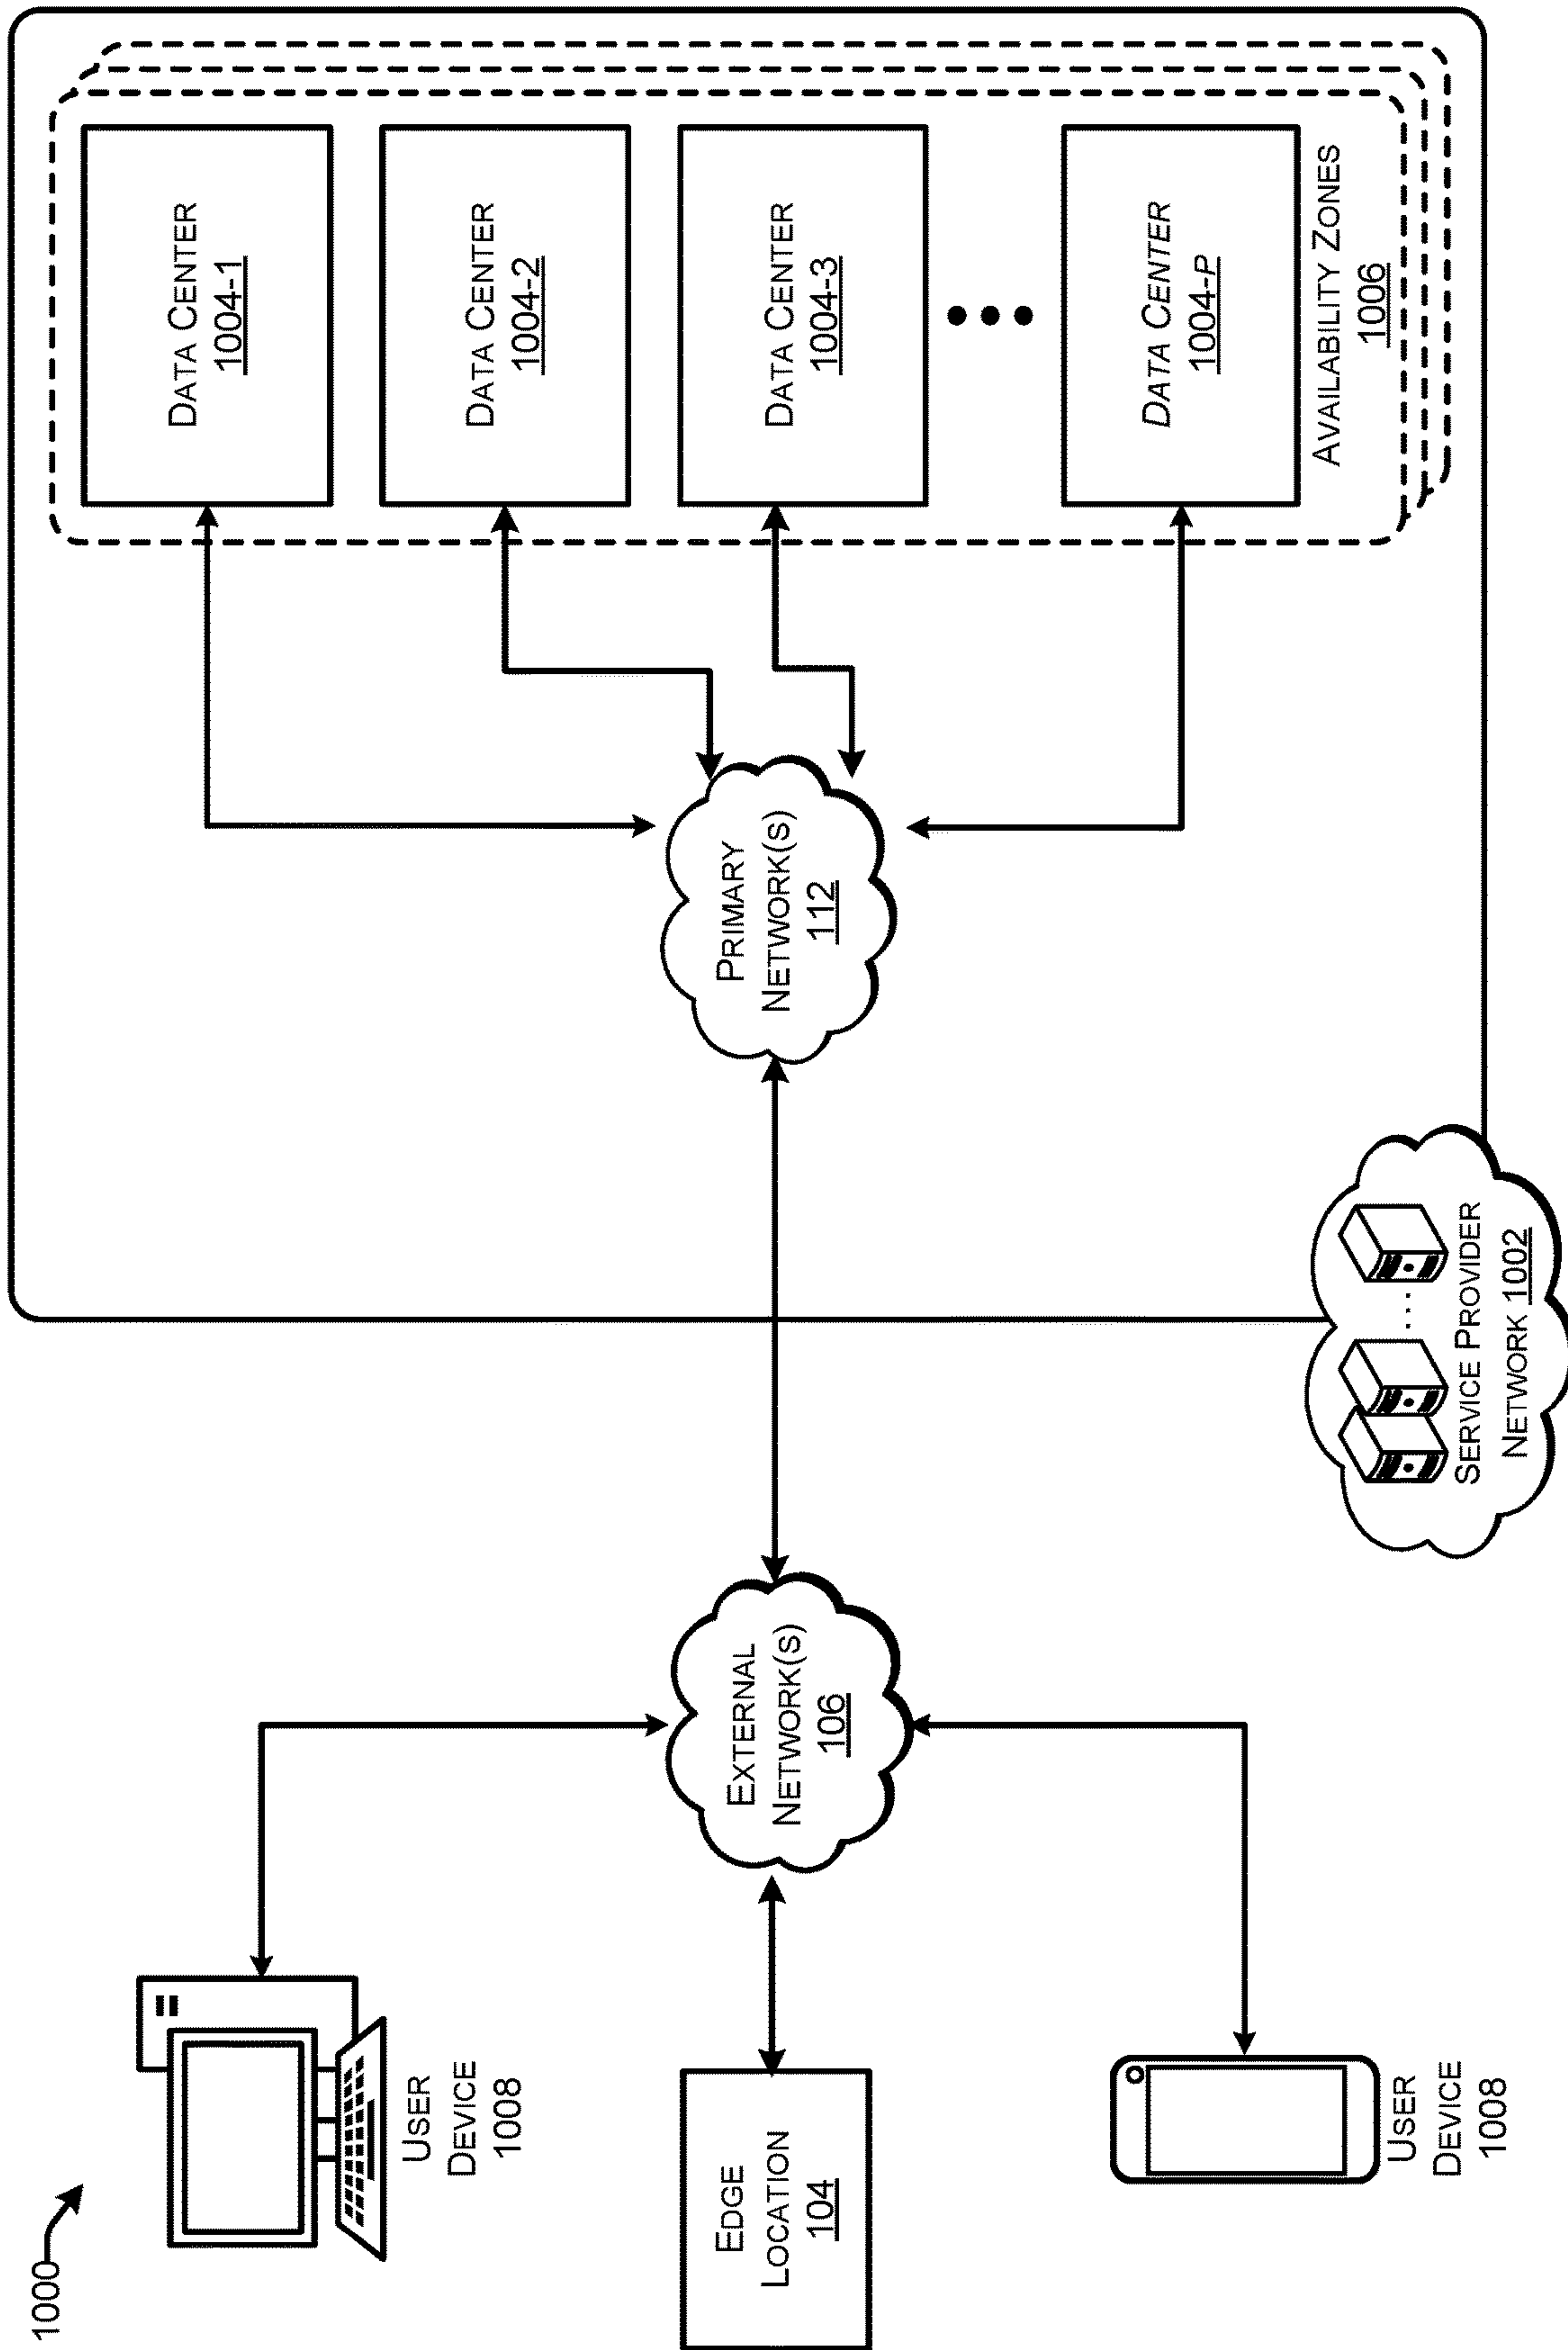 1000
USER
DEVICE
1008
EDGE
LOCATION
104
USER
DEVICE
1008
EXTERNAL
NETWORK(S)
106
SERVICE PROVIDER
NETWORK 1002
PRIMARY
NETWORK(S)
112
DATA CENTER
1004-1
DATA CENTER
1004-2
DATA CENTER
1004-3
DATA CENTER
1004-P
AVAILABILITY ZONES
1006